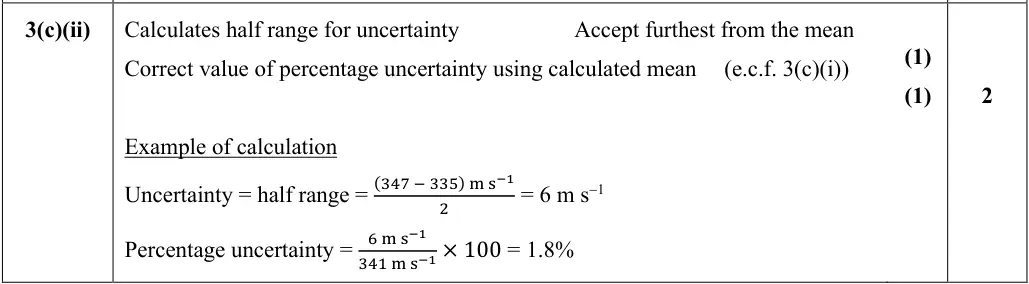 3(c)(ii) Calculates half range for uncertainty Accept furthest from the mean
(1)
Correct value of percentage uncertainty using calculated mean (e.c.f. 3(c)(i))
(1) 2
Example of calculation
Uncertainty = half range = (347 − 335) m s⁻¹ / 2 = 6 m s⁻¹
Percentage uncertainty = 6 m s⁻¹ / 341 m s⁻¹ × 100 = 1.8%